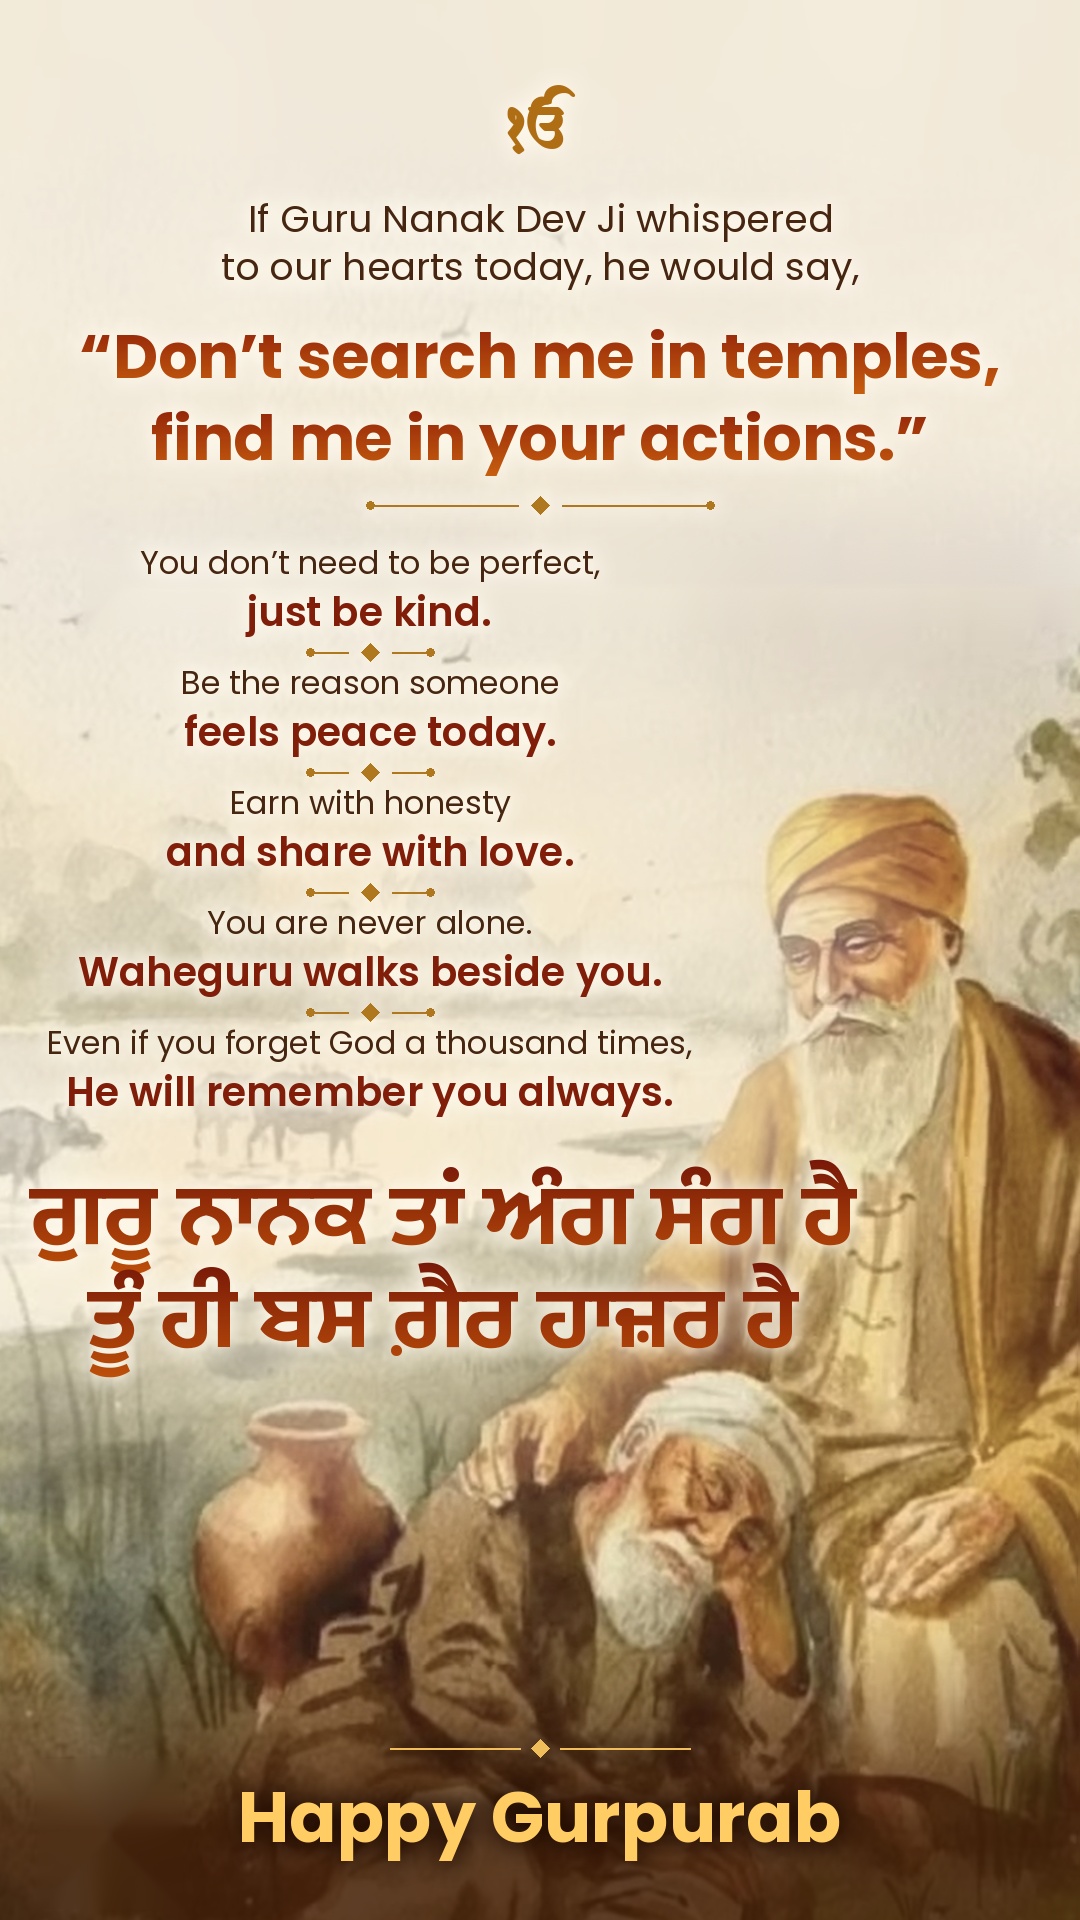 ੴ
If Guru Nanak Dev Ji whispered
to our hearts today, he would say,
“Don’t search me in temples,
find me in your actions.”
You don’t need to be perfect,
just be kind.
Be the reason someone
feels peace today.
Earn with honesty
and share with love.
You are never alone.
Waheguru walks beside you.
Even if you forget God a thousand times,
He will remember you always.
ਗੁਰੂ ਨਾਨਕ ਤਾਂ ਅੰਗ ਸੰਗ ਹੈ
ਤੂੰ ਹੀ ਬਸ ਗ਼ੈਰ ਹਾਜ਼ਰ ਹੈ
Happy Gurpurab